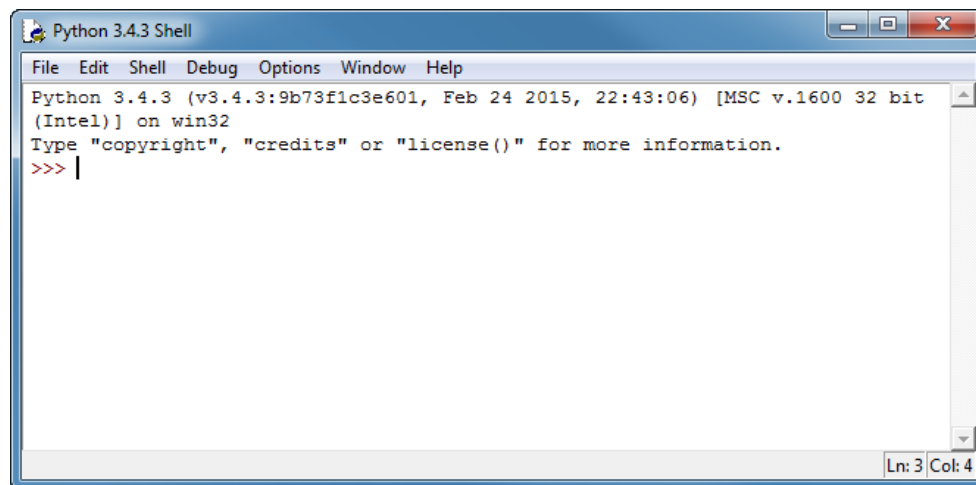 Python 3.4.3 Shell
File Edit Shell Debug Options Window Help
Python 3.4.3 (v3.4.3:9b73f1c3e601, Feb 24 2015, 22:43:06) [MSC v.1600 32 bit
(Intel)] on win32
Type "copyright", "credits" or "license()" for more information.
>>>
Ln: 3 Col: 4